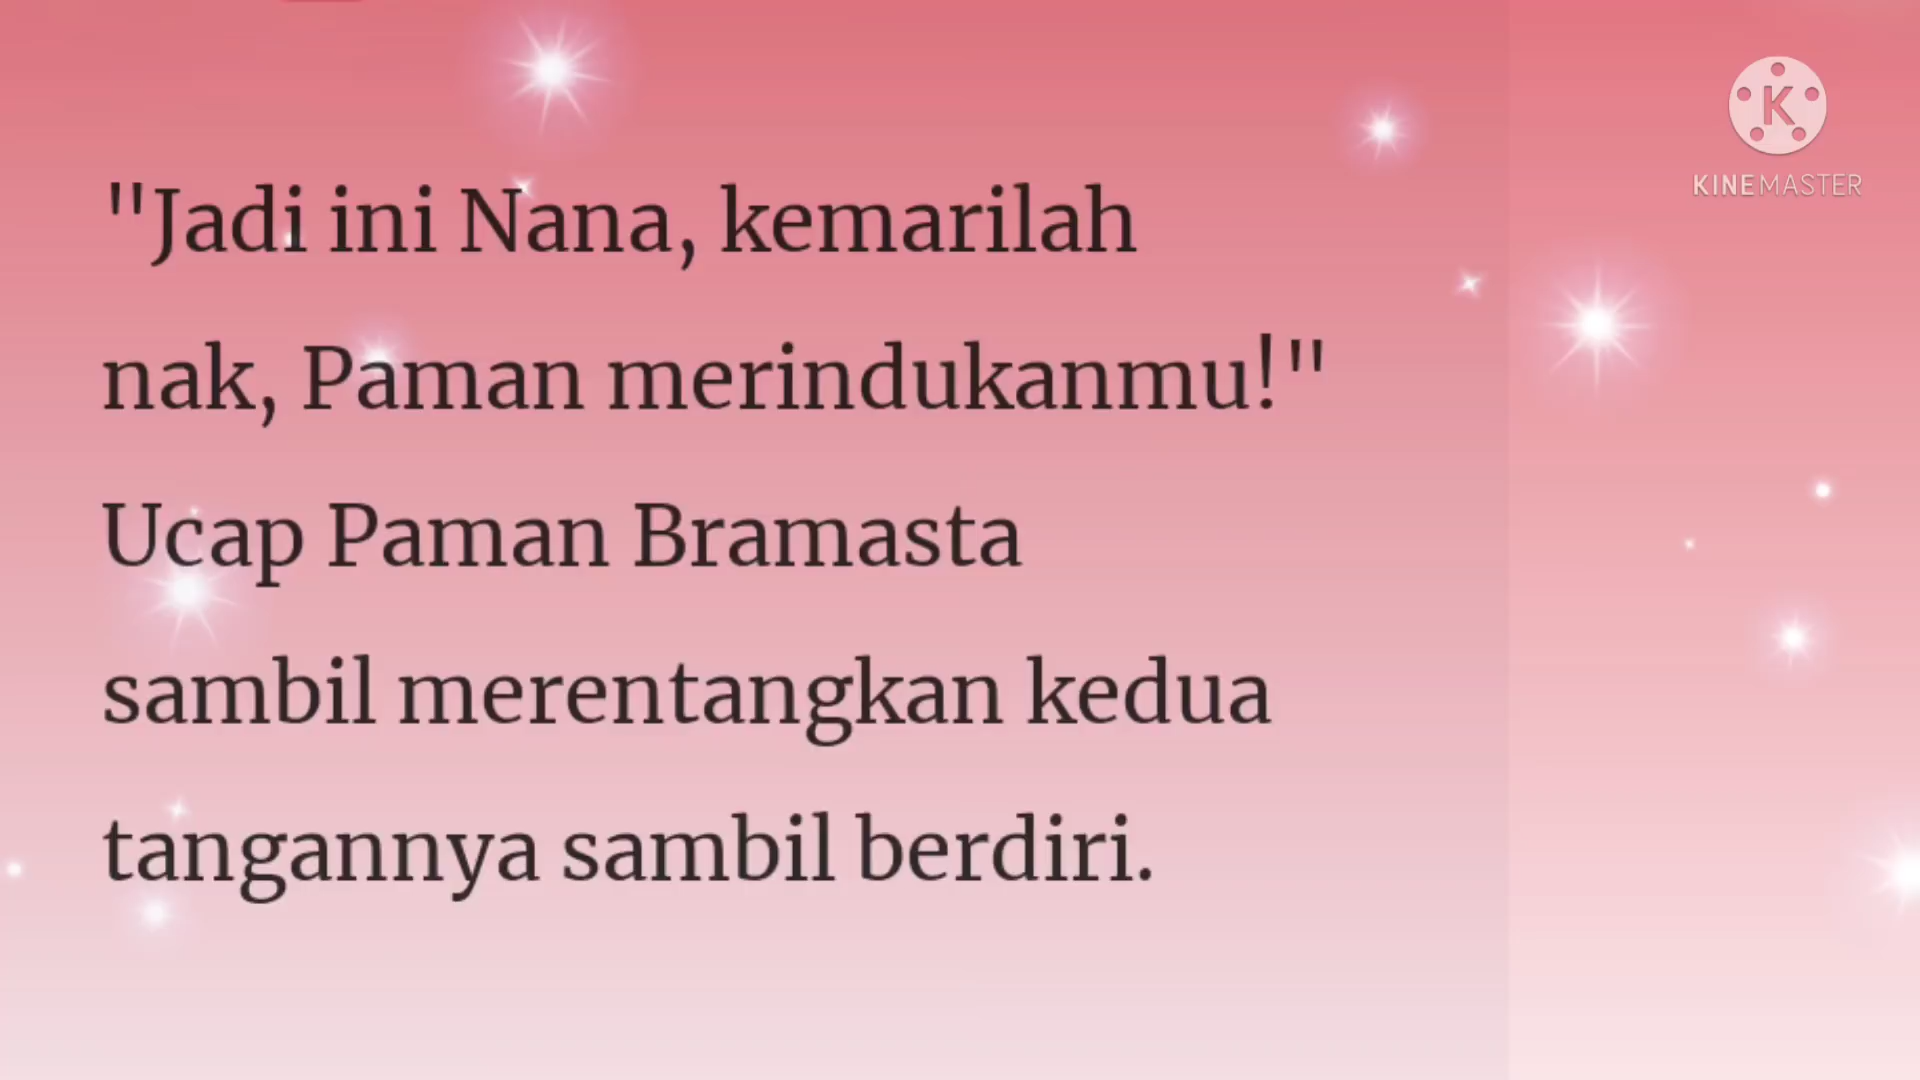 "Jadi ini Nana, kemarilah
nak, Paman merindukanmu!"
Ucap Paman Bramasta
sambil merentangkan kedua
tangannya sambil berdiri.
K
KINEMASTER